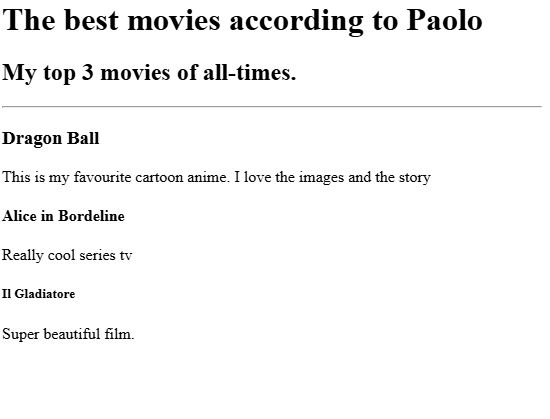 The best movies according to Paolo
My top 3 movies of all-times.
Dragon Ball
This is my favourite cartoon anime. I love the images and the story
Alice in Bordeline
Really cool series tv
Il Gladiatore
Super beautiful film.